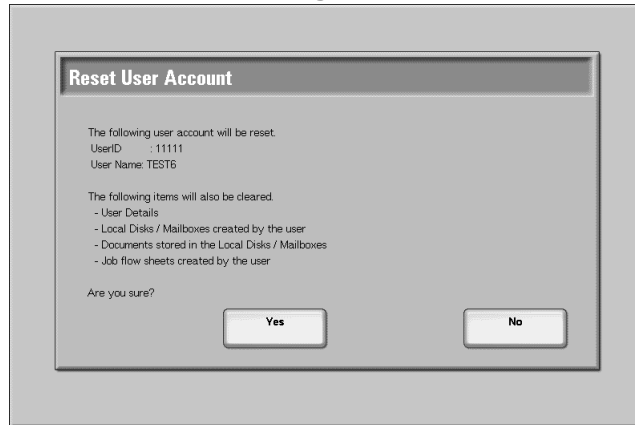 Reset User Account
The following user account will be reset.
UserID : 11111
User Name: TEST6
The following items will also be cleared.
- User Details
- Local Disks / Mailboxes created by the user
- Documents stored in the Local Disks / Mailboxes
- Job flow sheets created by the user
Are you sure?
Yes
No